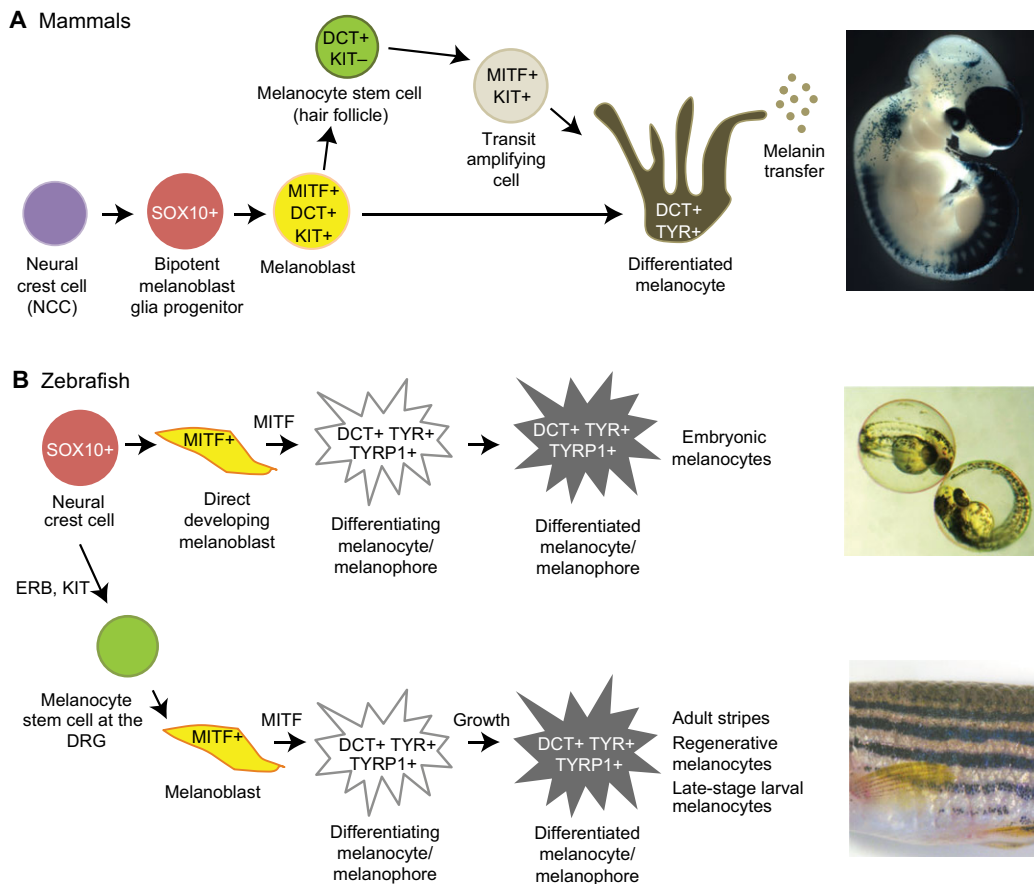 A Mammals
DCT+
KIT–
Melanocyte stem cell
(hair follicle)
MITF+
KIT+
Transit
amplifying
cell
Melanin
transfer
SOX10+
MITF+
DCT+
KIT+
DCT+
TYR+
Neural
crest cell
(NCC)
Bipotent
melanoblast
glia progenitor
Melanoblast
Differentiated
melanocyte
B Zebrafish
SOX10+
MITF+
MITF
DCT+ TYR+
TYRP1+
DCT+ TYR+
TYRP1+
Embryonic
melanocytes
Neural
crest cell
Direct
developing
melanoblast
Differentiating
melanocyte/
melanophore
Differentiated
melanocyte/
melanophore
ERB, KIT
Melanocyte
stem cell at the
DRG
MITF+
MITF
DCT+ TYR+
TYRP1+
Growth
DCT+ TYR+
TYRP1+
Adult stripes
Regenerative
melanocytes
Late-stage larval
melanocytes
Melanoblast
Differentiating
melanocyte/
melanophore
Differentiated
melanocyte/
melanophore